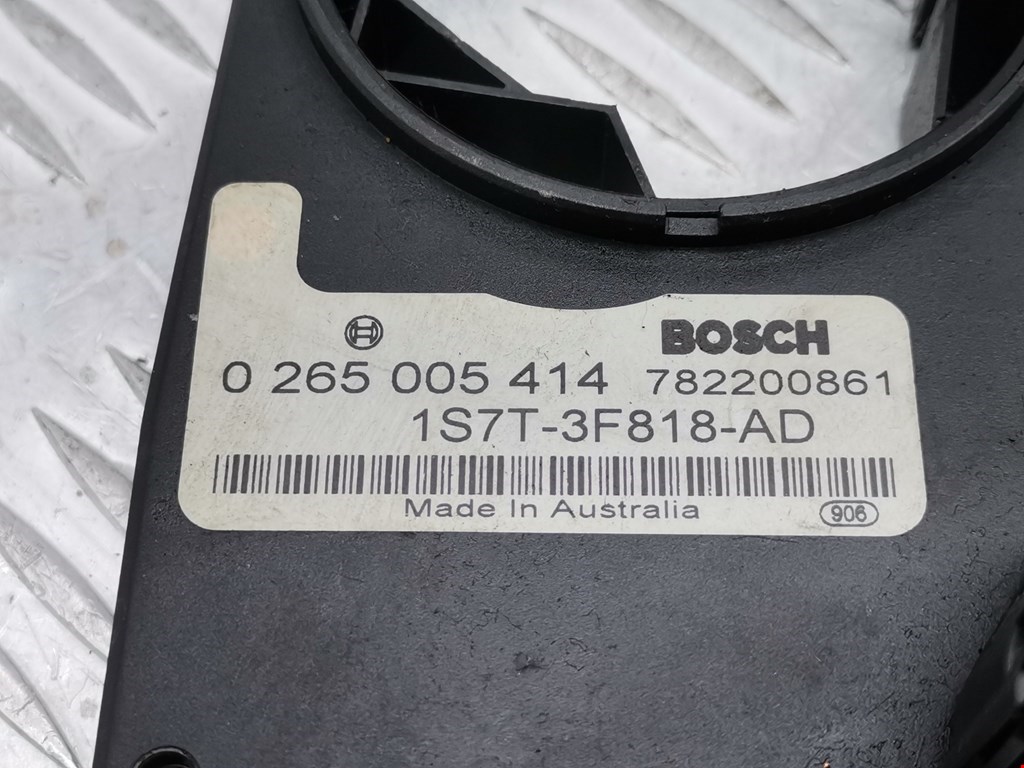 BOSCH
0 265 005 414 782200861
1S7T-3F818-AD
Made In Australia 906